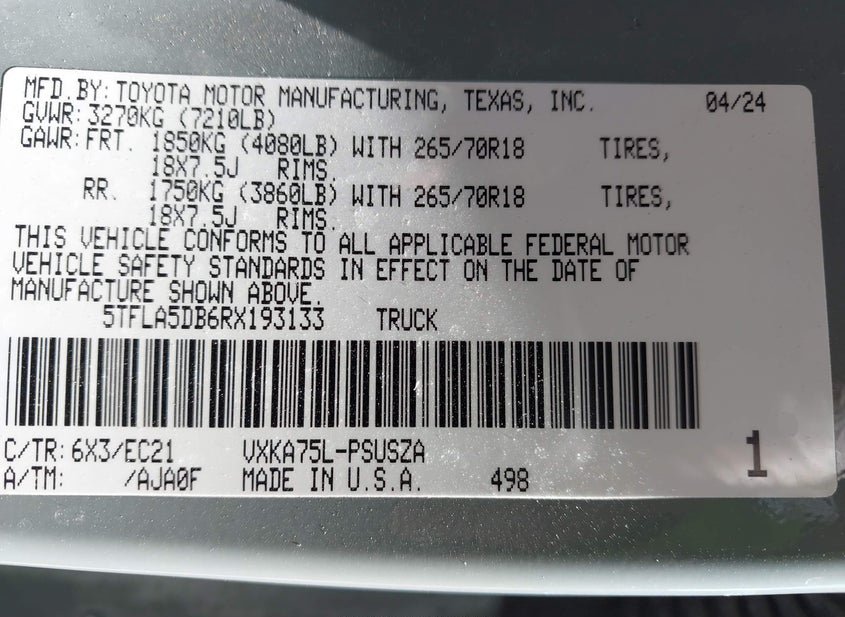 MFD.BY: TOYOTA MOTOR MANUFACTURING, TEXAS, INC. 04/24
GVWR: 3270KG (7210LB)
GAWR: FRT. 1850KG (4080LB) WITH 265/70R18 TIRES,
18X7.5J RIMS.
RR. 1750KG (3860LB) WITH 265/70R18 TIRES,
18X7.5J RIMS.
THIS VEHICLE CONFORMS TO ALL APPLICABLE FEDERAL MOTOR
VEHICLE SAFETY STANDARDS IN EFFECT ON THE DATE OF
MANUFACTURE SHOWN ABOVE.
5TFLA5DB6RX193133 TRUCK
C/TR: 6X3/EC21 VXKA75L-PSUSZA 1
A/TM: /AJA0F MADE IN U.S.A. 498